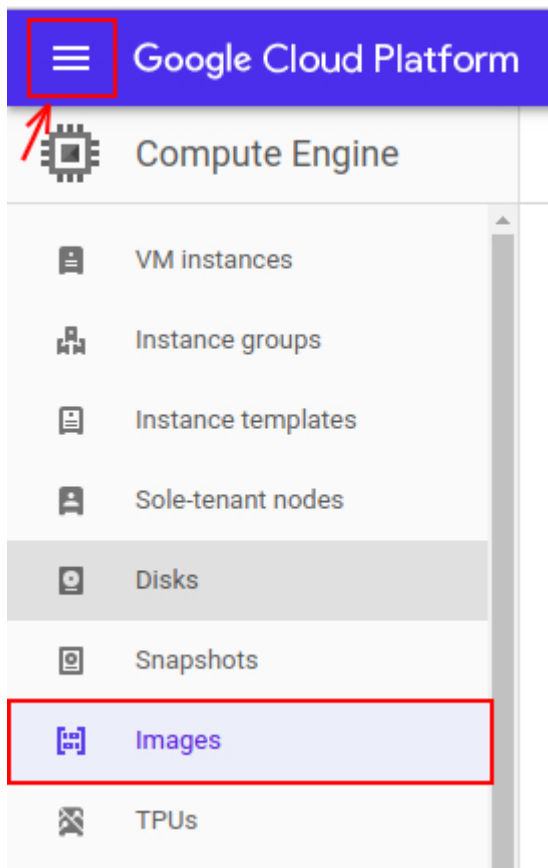 Google Cloud Platform
Compute Engine
VM instances
Instance groups
Instance templates
Sole-tenant nodes
Disks
Snapshots
Images
TPUs